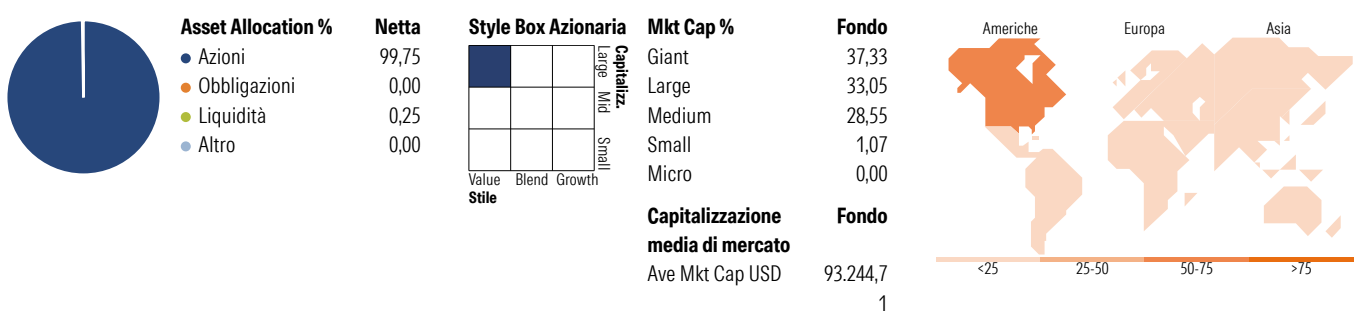 Asset Allocation % Netta
Azioni 99,75
Obbligazioni 0,00
Liquidità 0,25
Altro 0,00
Style Box Azionaria
Capitalizz.
Large
Mid
Small
Value Blend Growth
Stile
Mkt Cap % Fondo
Giant 37,33
Large 33,05
Medium 28,55
Small 1,07
Micro 0,00
Capitalizzazione Fondo
media di mercato
Ave Mkt Cap USD 93.244,7
1
Americhe Europa Asia
<25 25-50 50-75 >75